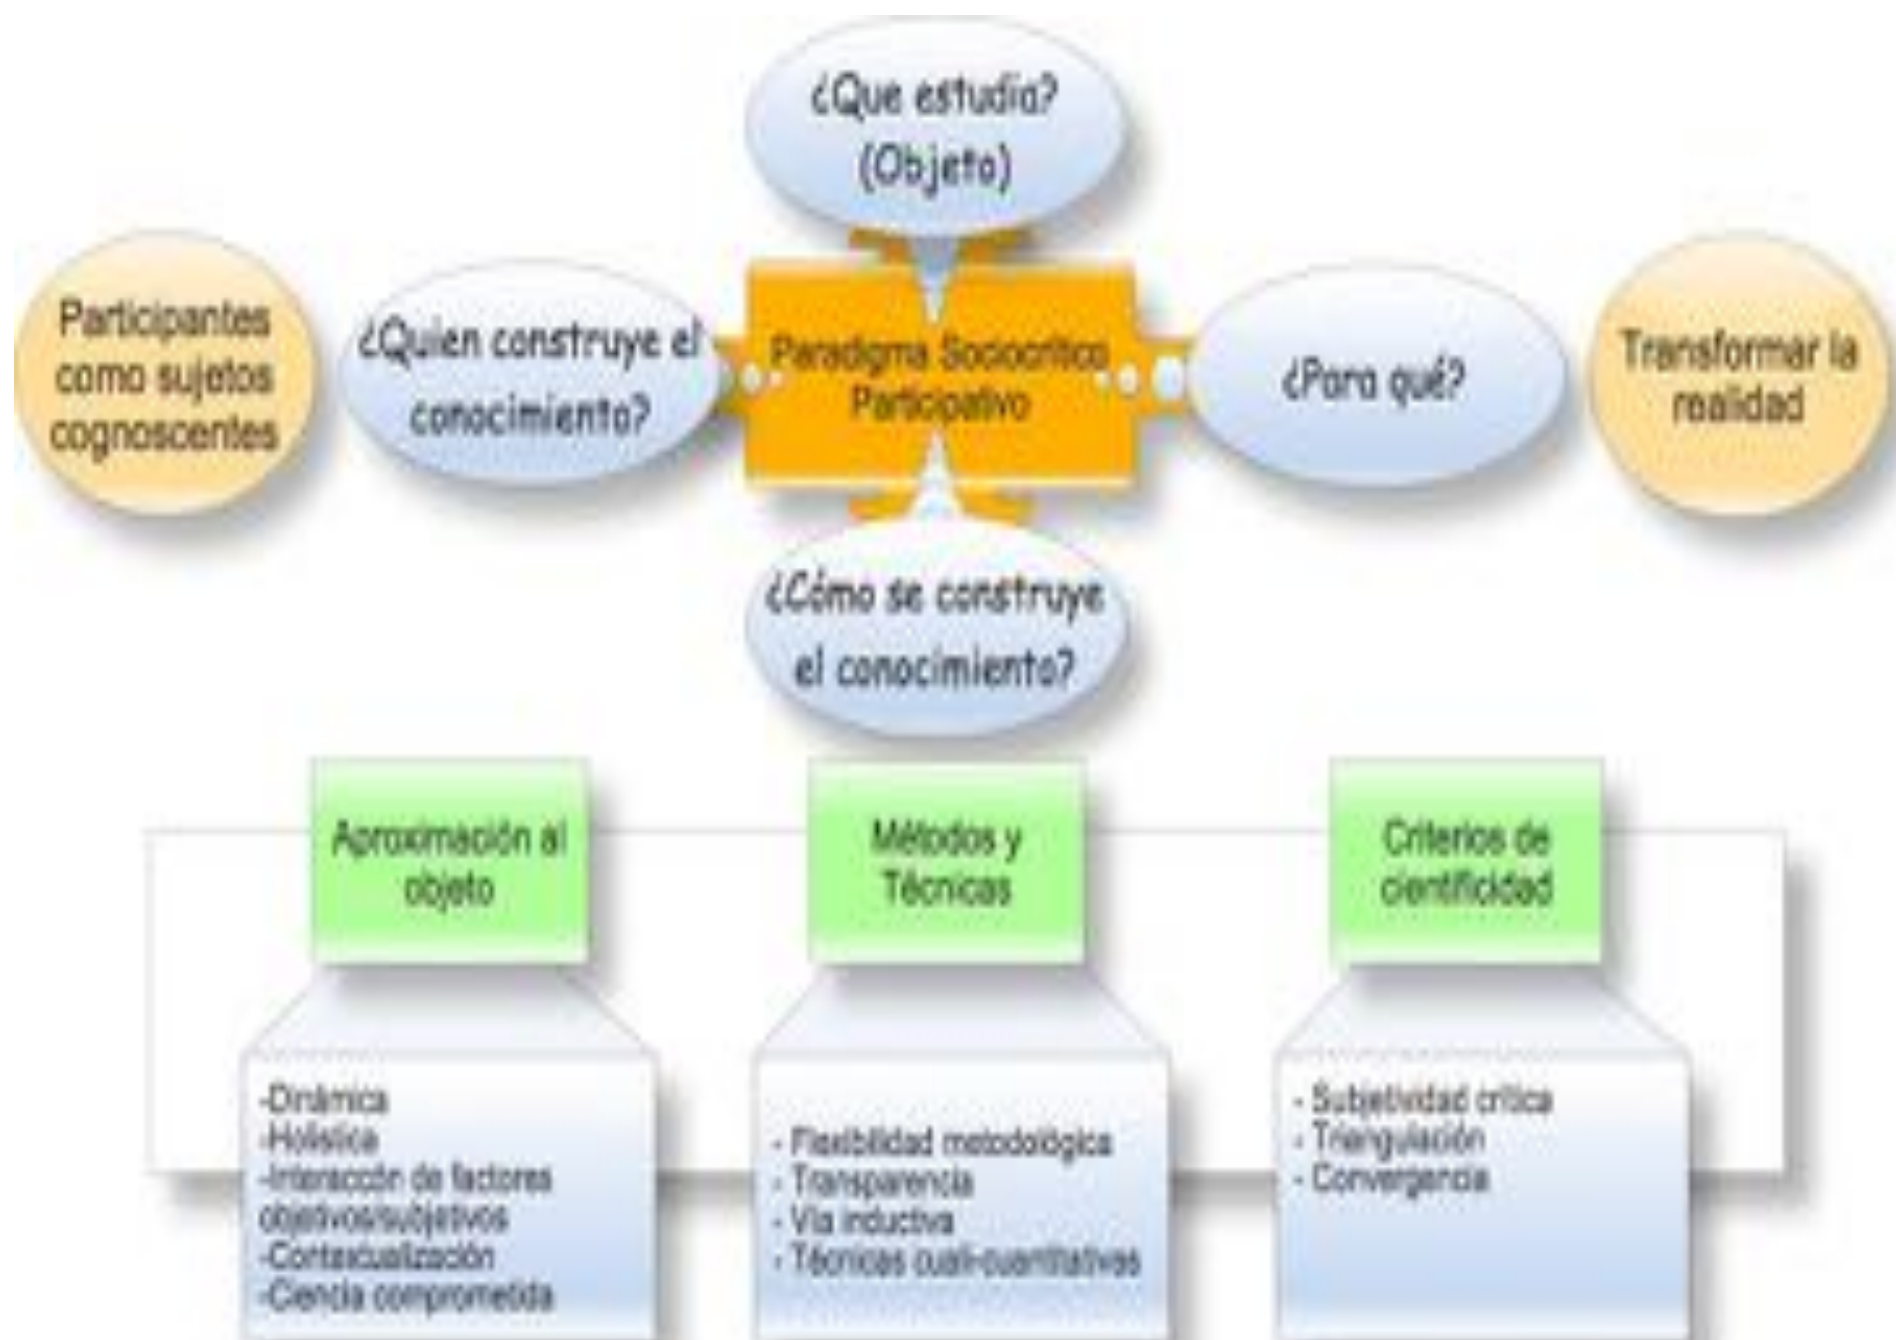 ¿Que estudia?
(Objeto)
Participantes
como sujetos
cognoscentes
¿Quien construye el
conocimiento?
Paradigma Sociocrítico
Participativo
¿Para qué?
Transformar la
realidad
¿Cómo se construye
el conocimiento?
Aproximación al
objeto
-Dinámica
-Holística
-Interacción de factores
objetivos/subjetivos
-Contextualización
-Ciencia comprometida
Métodos y
Técnicas
- Flexibilidad metodológica
- Transparencia
- Via inductiva
- Técnicas cuali-cuantitativas
Criterios de
cientificidad
- Subjetividad crítica
- Triangulación
- Convergencia